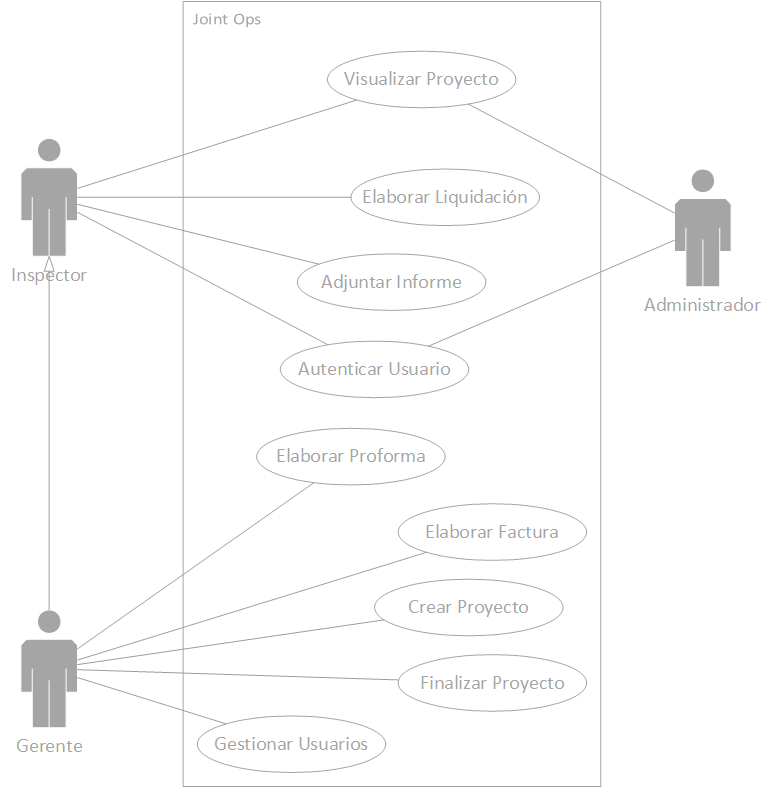 Joint Ops
Visualizar Proyecto
Elaborar Liquidación
Inspector
Adjuntar Informe
Administrador
Autenticar Usuario
Elaborar Proforma
Elaborar Factura
Crear Proyecto
Finalizar Proyecto
Gestionar Usuarios
Gerente